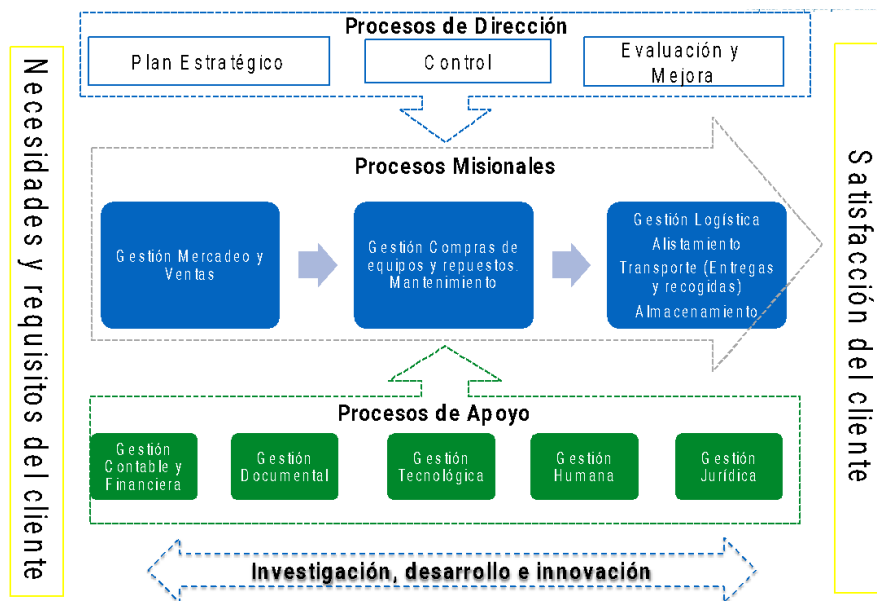 Procesos de Dirección
Plan Estratégico
Control
Evaluación y
Mejora
Necesidades y requisitos del cliente
Procesos Misionales
Gestión Mercadeo y
Ventas
Gestión Compras de
equipos y repuestos.
Mantenimiento
Gestión Logística
Alistamiento
Transporte (Entregas
y recogidas)
Almacenamiento
Satisfacción del cliente
Procesos de Apoyo
Gestión
Contable y
Financiera
Gestión
Documental
Gestión
Tecnológica
Gestión
Humana
Gestión
Jurídica
Investigación, desarrollo e innovación